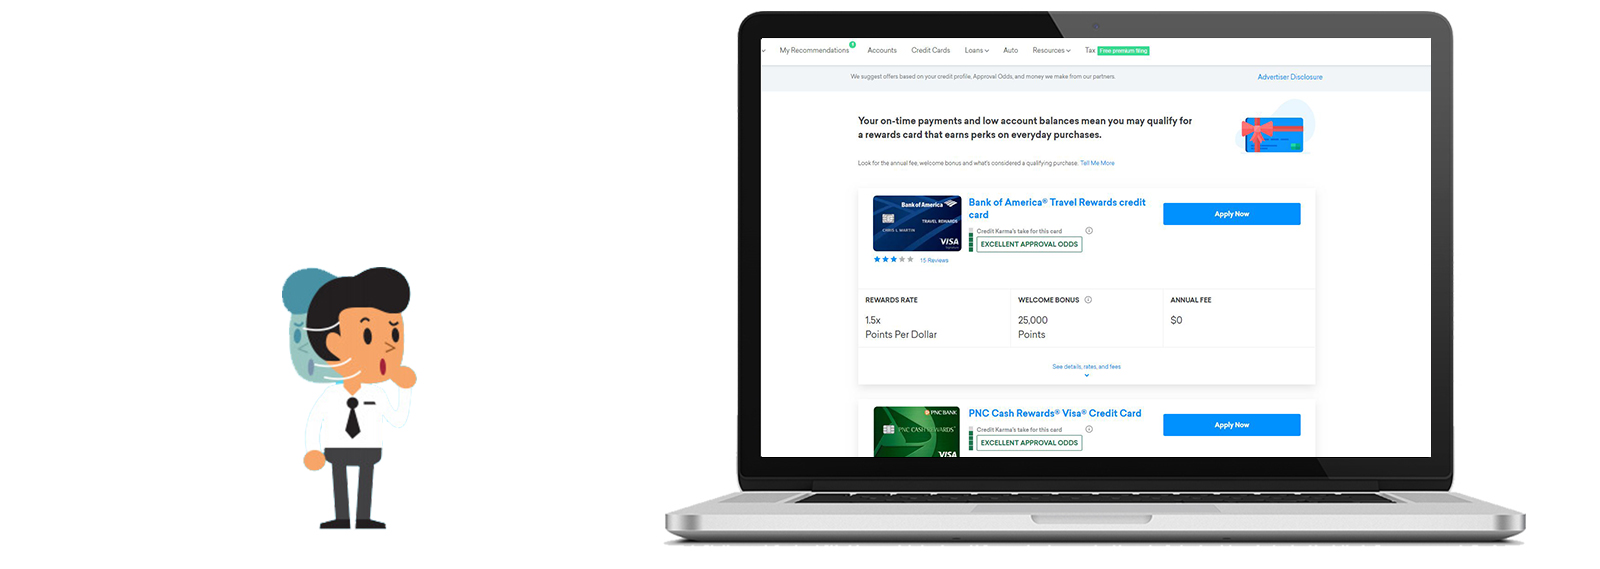 My Recommendations 1 Accounts Credit Cards Loans Auto Resources Tax Free premium filing
We suggest offers based on your credit profile, Approval Odds, and money we make from our partners.
Advertiser Disclosure
Your on-time payments and low account balances mean you may qualify for
a rewards card that earns perks on everyday purchases.
Look for the annual fee, welcome bonus and what's considered a qualifying purchase. Tell Me More
Bank of America
TRAVEL REWARDS
CHRIS L MARTIN
VISA
15 Reviews
Bank of America® Travel Rewards credit
card
Credit Karma's take for this card
EXCELLENT APPROVAL ODDS
Apply Now
REWARDS RATE
1.5x
Points Per Dollar
WELCOME BONUS
25,000
Points
ANNUAL FEE
$0
See details, rates, and fees
PNC BANK
PNC CASH REWARDS
VISA
PNC Cash Rewards® Visa® Credit Card
Credit Karma's take for this card
EXCELLENT APPROVAL ODDS
Apply Now